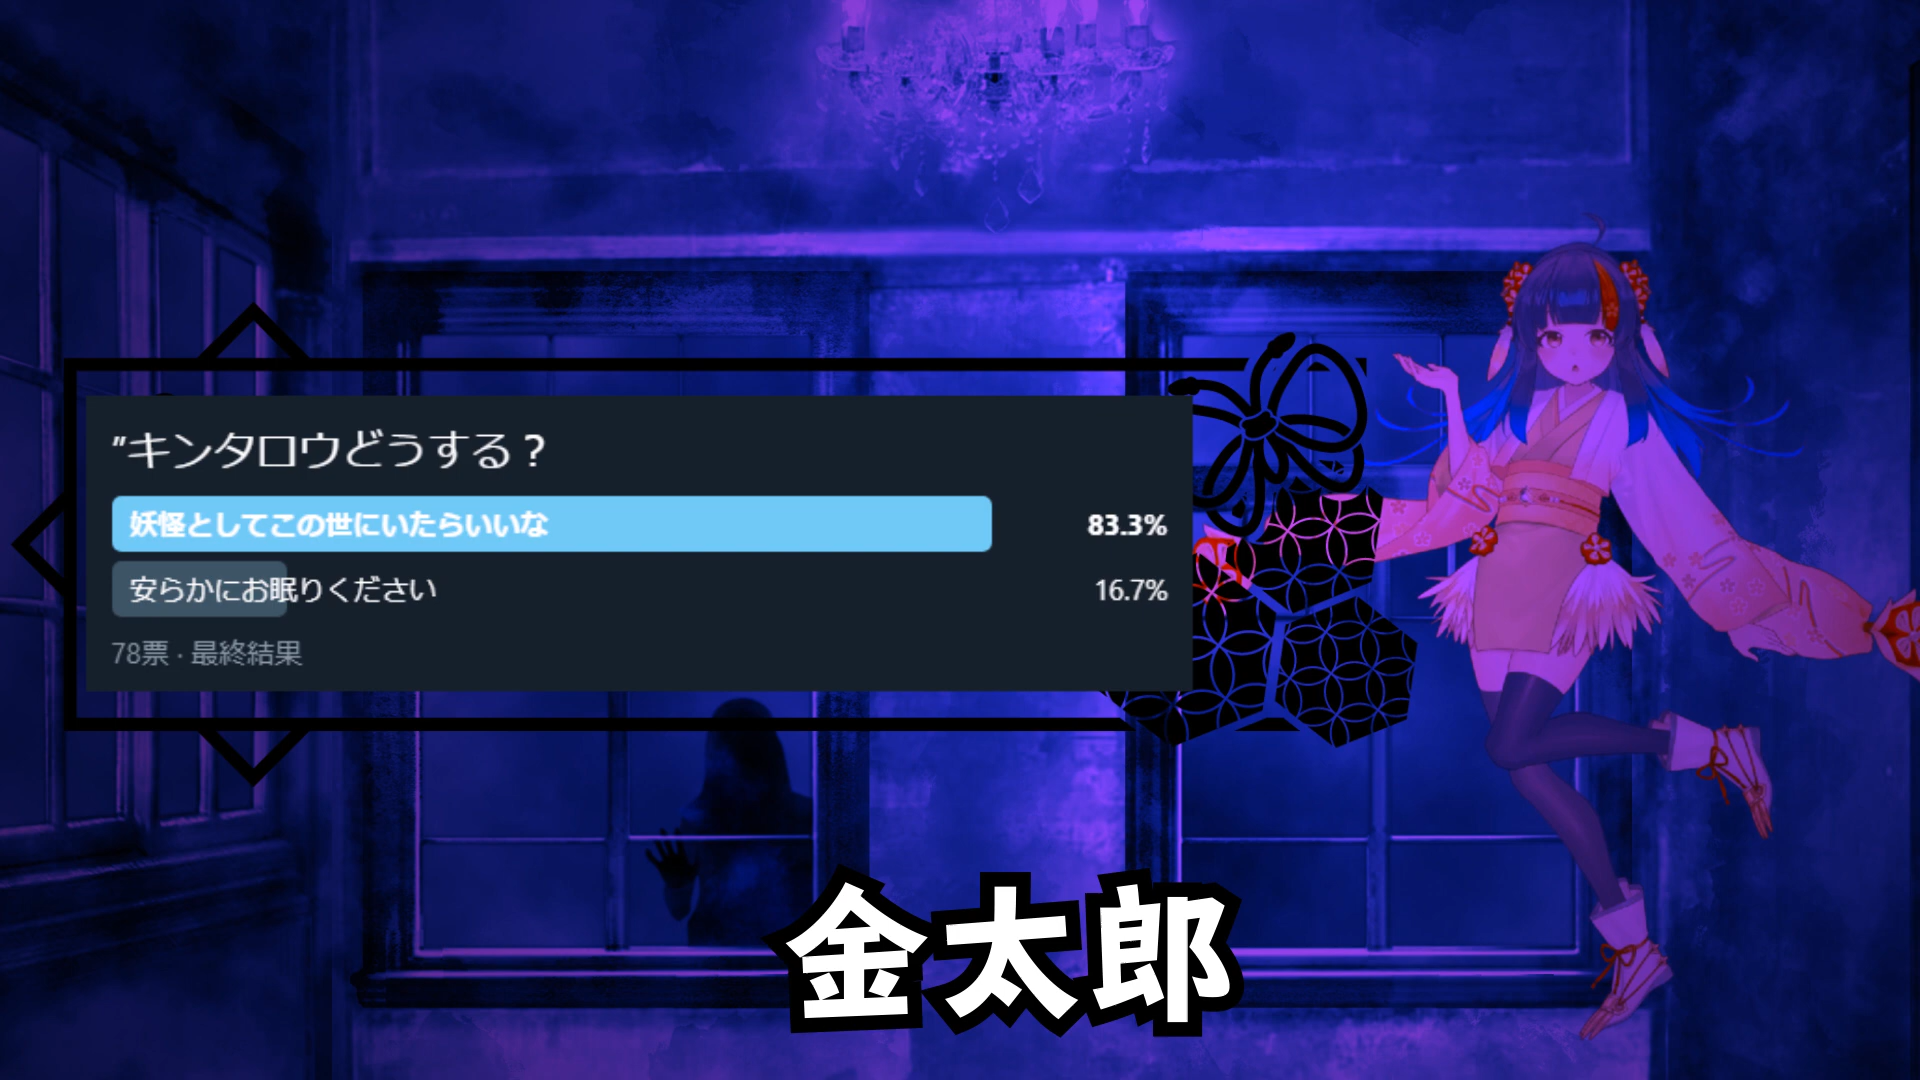 "キンタロウどうする？
妖怪としてこの世にいたらいいな 83.3%
安らかにお眠りください 16.7%
78票・最終結果
金太郎